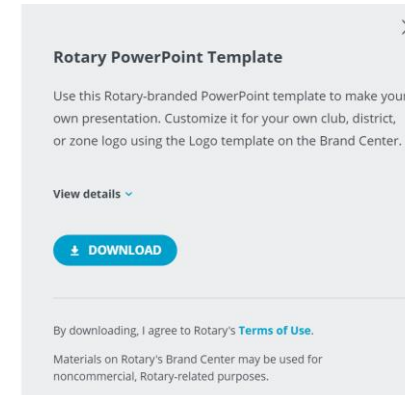 Rotary PowerPoint Template
Use this Rotary-branded PowerPoint template to make your
own presentation. Customize it for your own club, district,
or zone logo using the Logo template on the Brand Center.
View details
DOWNLOAD
By downloading, I agree to Rotary's Terms of Use.
Materials on Rotary's Brand Center may be used for
noncommercial, Rotary-related purposes.